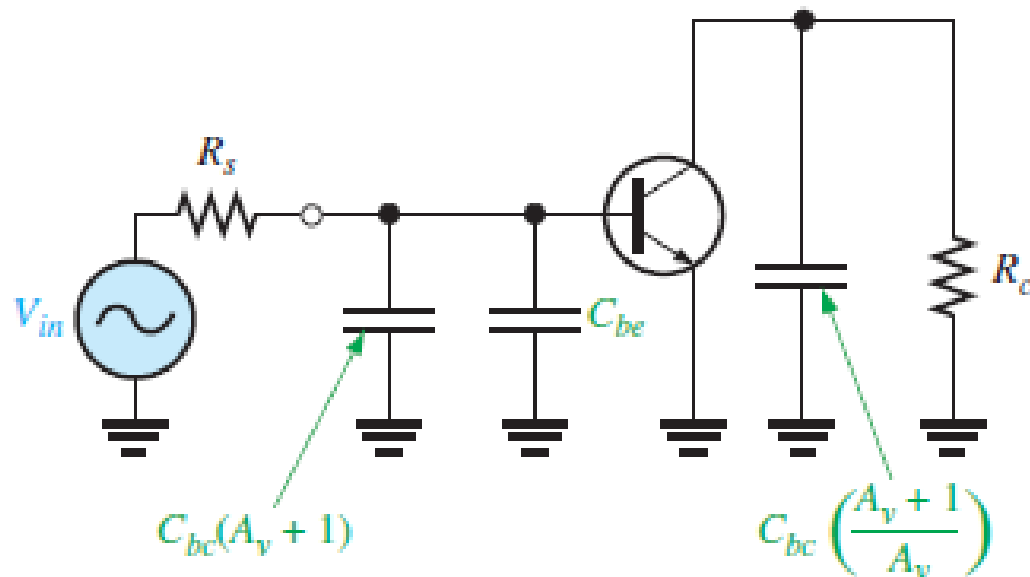 R_s
V_in
C_be
R_c
C_bc(A_v + 1)
C_bc((A_v + 1)/A_v)